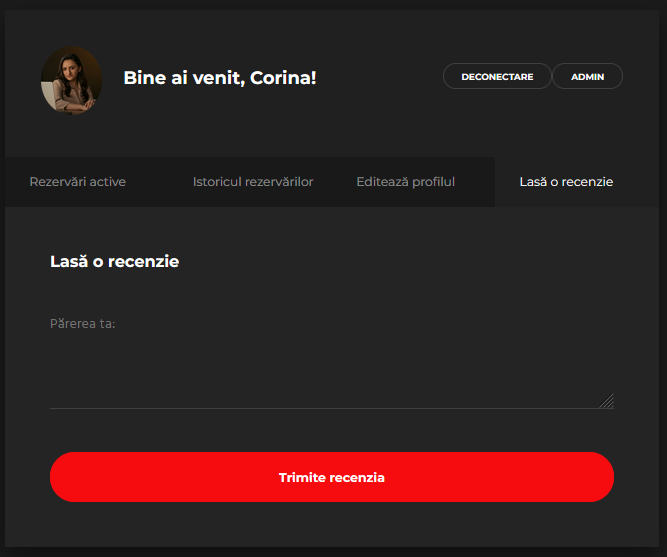 Bine ai venit, Corina!
DECONECTARE
ADMIN
Rezervări active
Istoricul rezervărilor
Editează profilul
Lasă o recenzie
Lasă o recenzie
Părerea ta:
Trimite recenzia